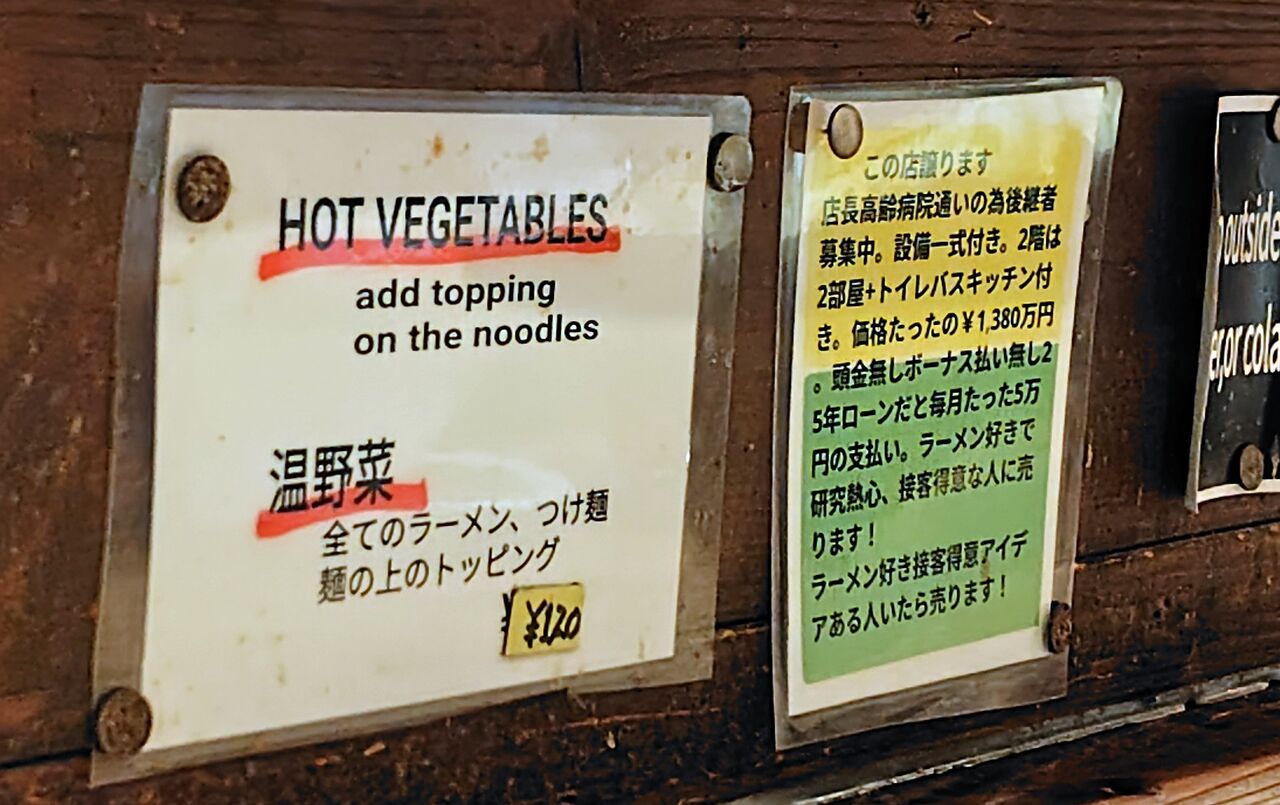 HOT VEGETABLES
add topping
on the noodles
温野菜
全てのラーメン、つけ麺
麺の上のトッピング
¥120
この店譲ります
店長高齢病院通いの為後継者
募集中。設備一式付き。2階は
2部屋+トイレバスキッチン付
き。価格たったの¥1,380万円
。頭金無しボーナス払い無し2
5年ローンだと毎月たった5万
円の支払い。ラーメン好きで
研究熱心、接客得意な人に売
ります!
ラーメン好き接客得意アイデ
アある人いたら売ります!
outside
or cola